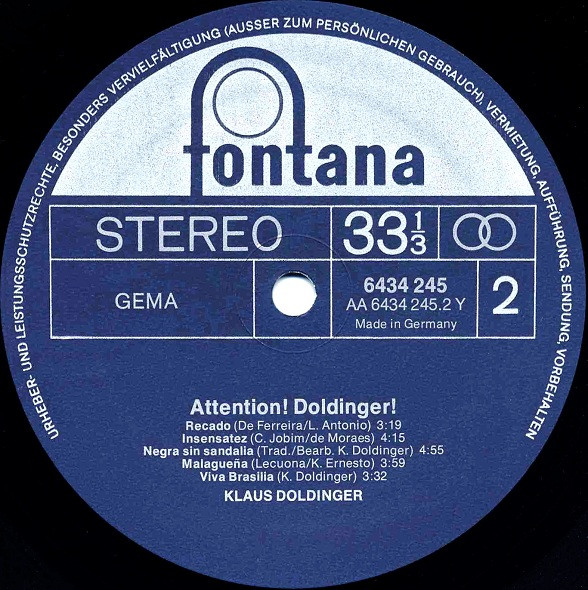 URHEBER- UND LEISTUNGSSCHUTZRECHTE, BESONDERS VERVIELFÄLTIGUNG (AUSSER ZUM PERSÖNLICHEN GEBRAUCH), VERMIETUNG, AUFFÜHRUNG, SENDUNG, VORBEHALTEN
fontana
STEREO 33 1/3
GEMA
6434 245
AA 6434 245.2 Y
Made in Germany
2
Attention! Doldinger!
Recado (De Ferreira/L. Antonio) 3:19
Insensatez (C. Jobim/de Moraes) 4:15
Negra sin sandalia (Trad./Bearb. K. Doldinger) 4:55
Malagueña (Lecuona/K. Ernesto) 3:59
Viva Brasilia (K. Doldinger) 3:32
KLAUS DOLDINGER